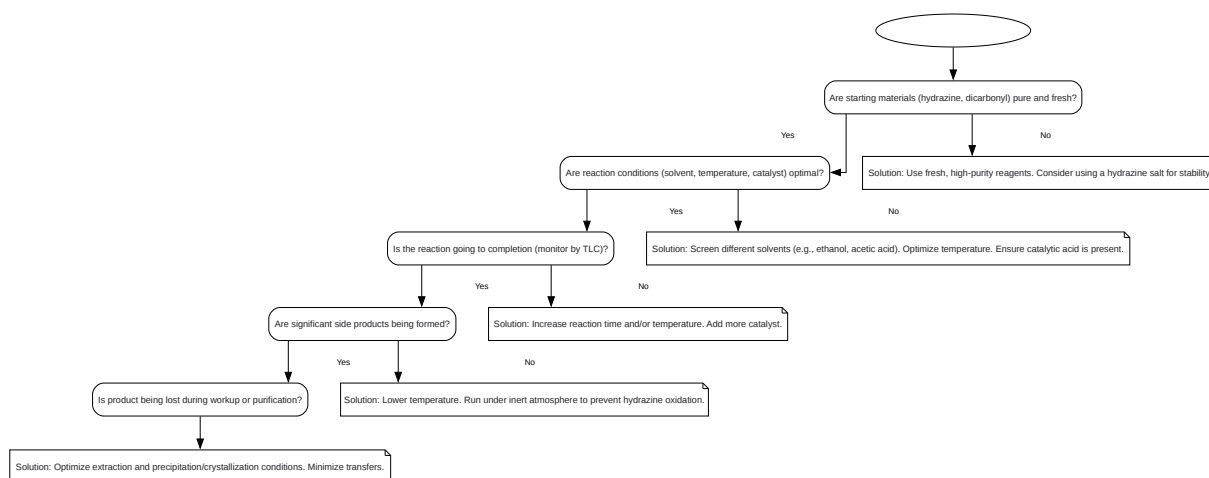 Are starting materials (hydrazine, dicarbonyl) pure and fresh?
Yes
No
Are reaction conditions (solvent, temperature, catalyst) optimal?
Solution: Use fresh, high-purity reagents. Consider using a hydrazine salt for stability
Yes
No
Is the reaction going to completion (monitor by TLC)?
Solution: Screen different solvents (e.g., ethanol, acetic acid). Optimize temperature. Ensure catalytic acid is present.
Yes
No
Are significant side products being formed?
Solution: Increase reaction time and/or temperature. Add more catalyst.
Yes
No
Is product being lost during workup or purification?
Solution: Lower temperature. Run under inert atmosphere to prevent hydrazine oxidation.
Solution: Optimize extraction and precipitation/crystallization conditions. Minimize transfers.